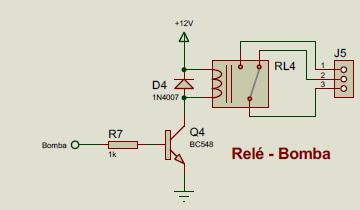 +12V
J5
RL4
1
2
3
D4
1N4007
R7
Q4
Bomba
1k
BC548
Relé - Bomba